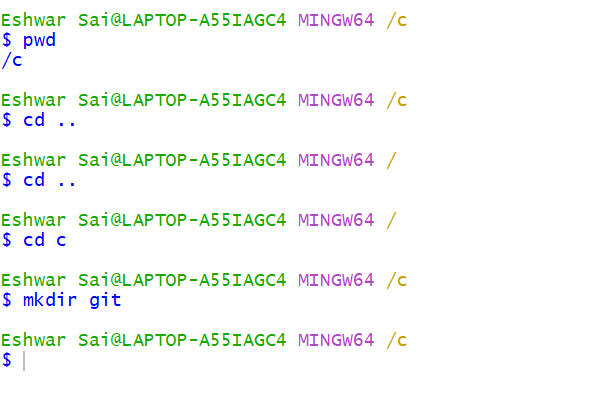 Eshwar Sai@LAPTOP-A55IAGC4 MINGW64 /c
$ pwd
/c
Eshwar Sai@LAPTOP-A55IAGC4 MINGW64 /c
$ cd ..
Eshwar Sai@LAPTOP-A55IAGC4 MINGW64 /
$ cd ..
Eshwar Sai@LAPTOP-A55IAGC4 MINGW64 /
$ cd c
Eshwar Sai@LAPTOP-A55IAGC4 MINGW64 /c
$ mkdir git
Eshwar Sai@LAPTOP-A55IAGC4 MINGW64 /c
$